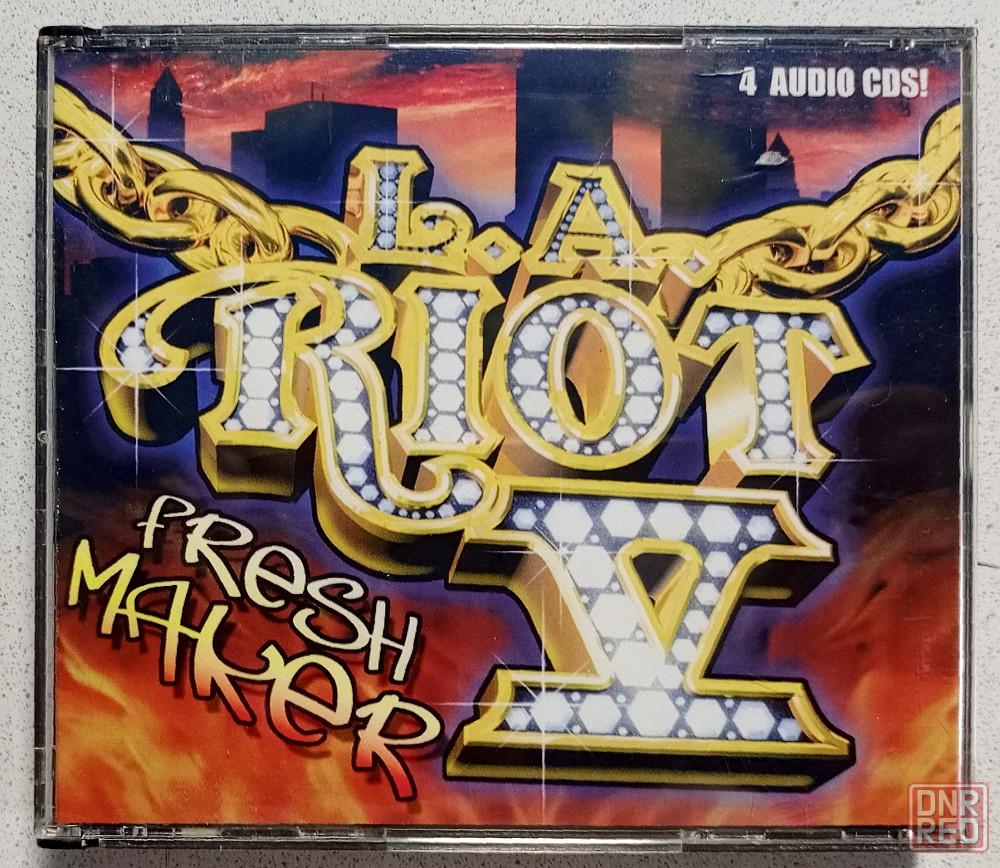 4 AUDIO CDS!
L.A.
RIOT
V
FRESH
MAKER
DNR
RED